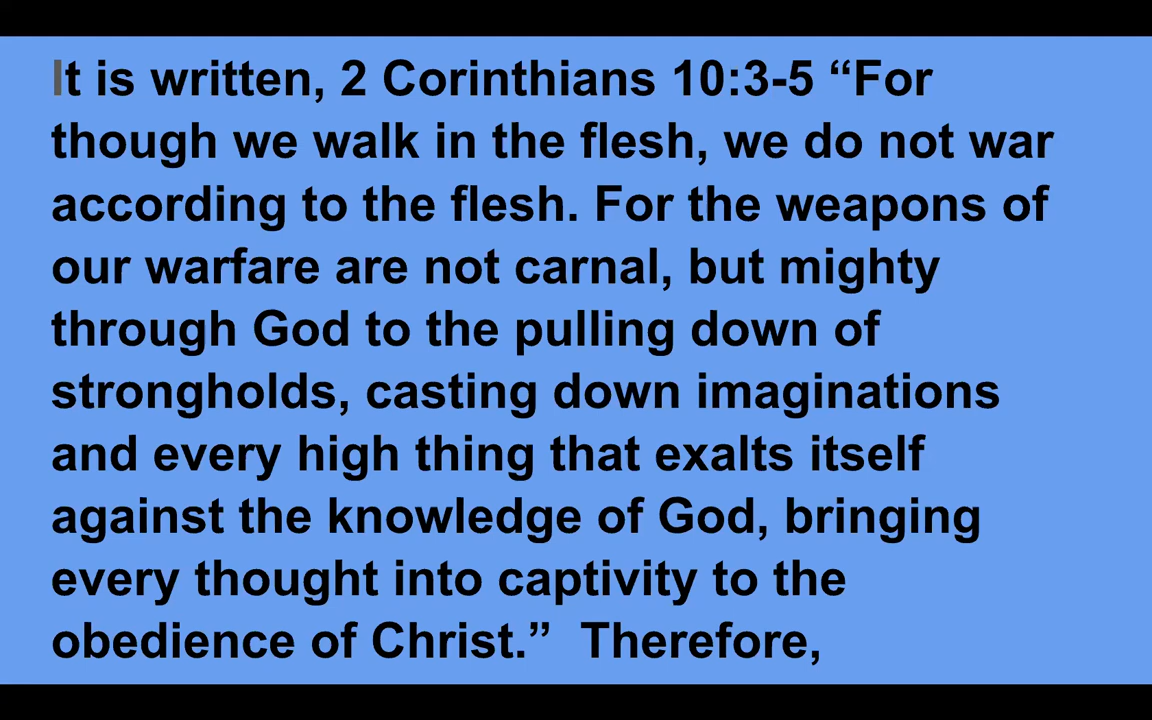 It is written, 2 Corinthians 10:3-5 “For
though we walk in the flesh, we do not war
according to the flesh. For the weapons of
our warfare are not carnal, but mighty
through God to the pulling down of
strongholds, casting down imaginations
and every high thing that exalts itself
against the knowledge of God, bringing
every thought into captivity to the
obedience of Christ.”  Therefore,